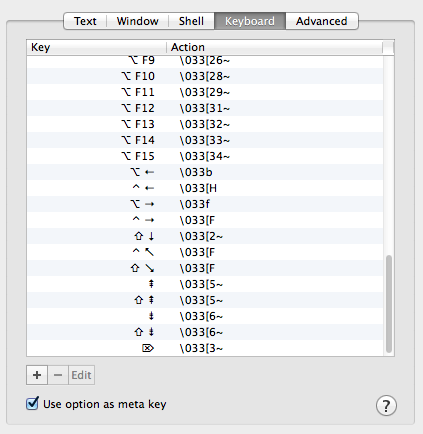 Text Window Shell Keyboard Advanced
Key Action
⌥ F9 \033[26~
⌥ F10 \033[28~
⌥ F11 \033[29~
⌥ F12 \033[31~
⌥ F13 \033[32~
⌥ F14 \033[33~
⌥ F15 \033[34~
⌥ ← \033b
^ ← \033[H
⌥ → \033f
^ → \033[F
⇧ ↓ \033[2~
^ ↖ \033[F
⇧ ↘ \033[F
⇞ \033[5~
⇧ ⇞ \033[5~
⇟ \033[6~
⇧ ⇟ \033[6~
⌦ \033[3~
+ − Edit
Use option as meta key ?